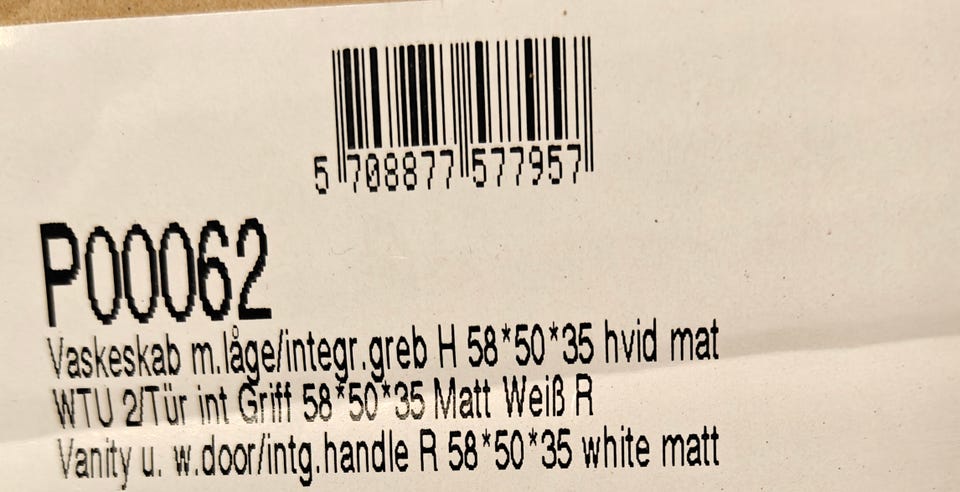 5 708877 577957
P00062
Vaskeskab m.låge/integr.greb H 58*50*35 hvid mat
WTU 2/Tür int Griff 58*50*35 Matt Weiß R
Vanity u. w.door/intg.handle R 58*50*35 white matt